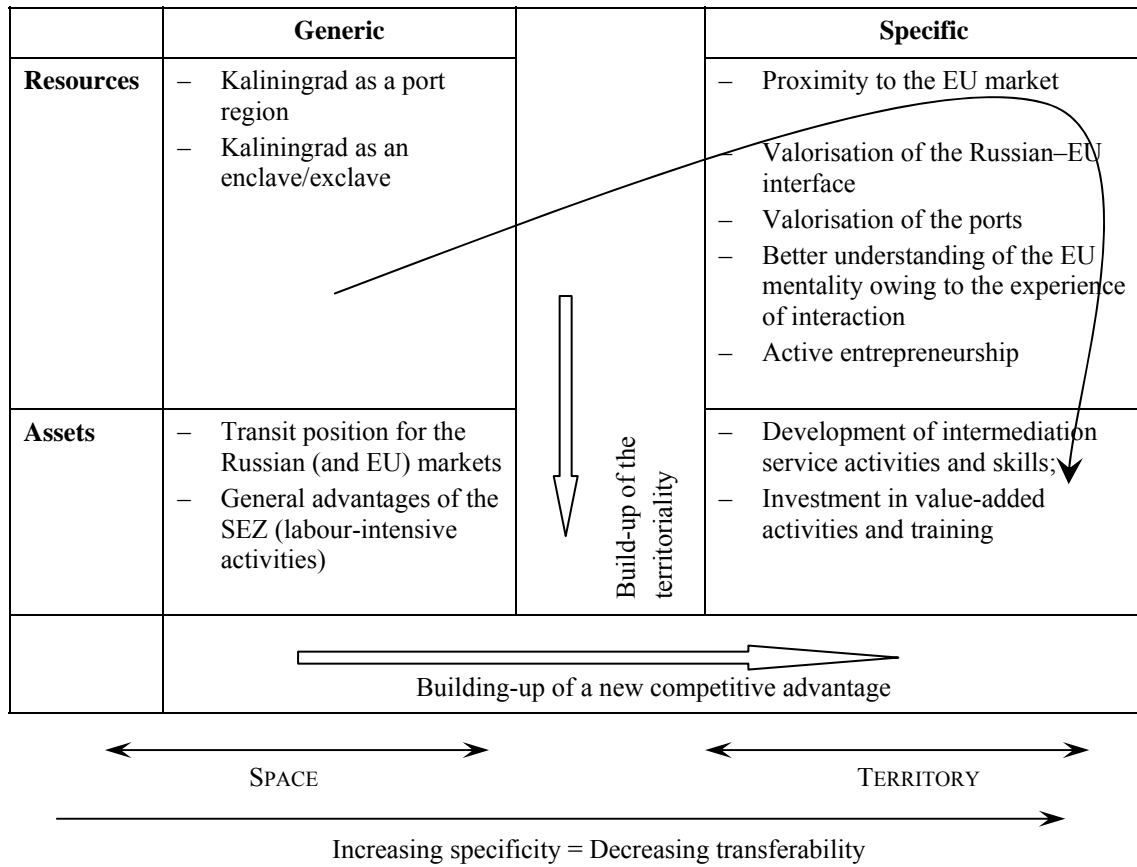 Generic
Specific
Resources
– Kaliningrad as a port
region
– Kaliningrad as an
enclave/exclave
– Proximity to the EU market
– Valorisation of the Russian–EU
interface
– Valorisation of the ports
– Better understanding of the EU
mentality owing to the experience
of interaction
– Active entrepreneurship
Assets
– Transit position for the
Russian (and EU) markets
– General advantages of the
SEZ (labour-intensive
activities)
Build-up of the
territoriality
– Development of intermediation
service activities and skills;
– Investment in value-added
activities and training
Building-up of a new competitive advantage
SPACE
TERRITORY
Increasing specificity = Decreasing transferability